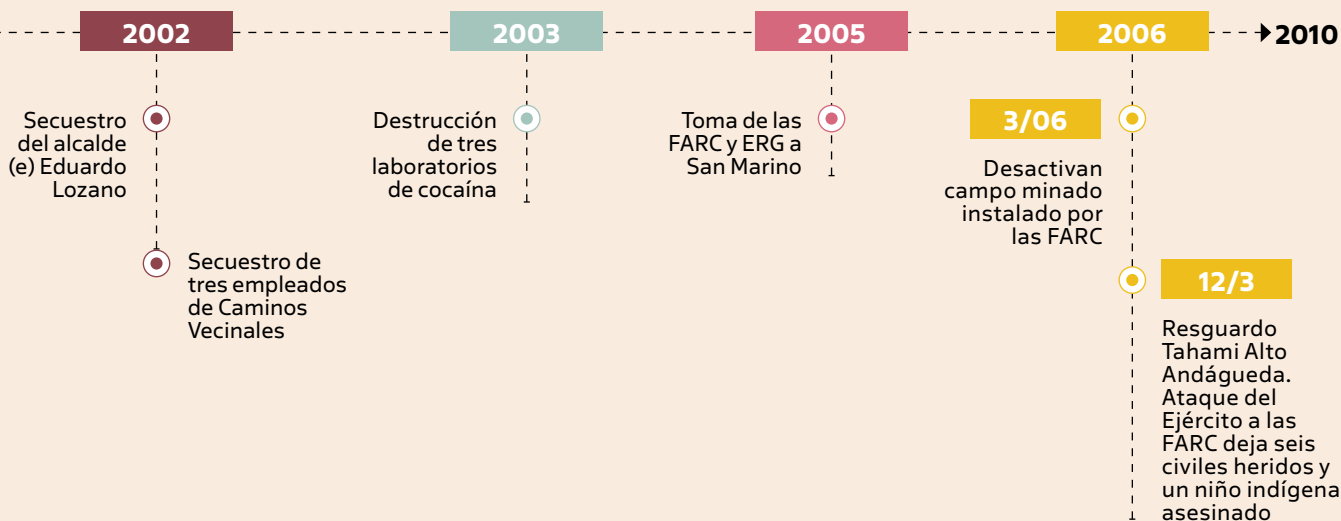 2002
2003
2005
2006
2010
Secuestro
del alcalde
(e) Eduardo
Lozano
Secuestro de
tres empleados
de Caminos
Vecinales
Destrucción
de tres
laboratorios
de cocaína
Toma de las
FARC y ERG a
San Marino
3/06
Desactivan
campo minado
instalado por
las FARC
12/3
Resguardo
Tahami Alto
Andágueda.
Ataque del
Ejército a las
FARC deja seis
civiles heridos y
un niño indígena
asesinado